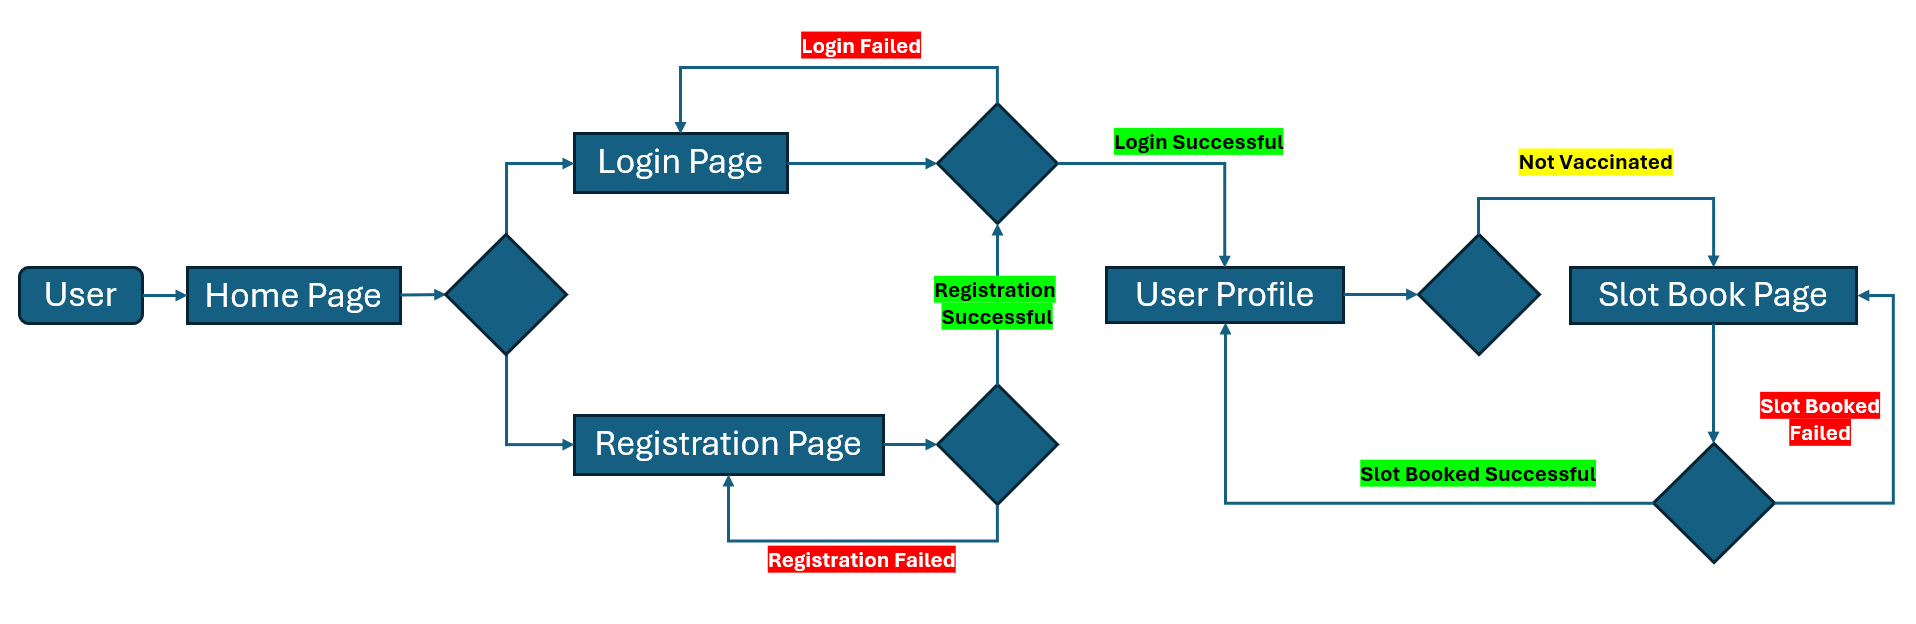 Login Failed
Login Page
Login Successful
Not Vaccinated
User
Home Page
Registration
Successful
User Profile
Slot Book Page
Slot Booked
Failed
Registration Page
Slot Booked Successful
Registration Failed